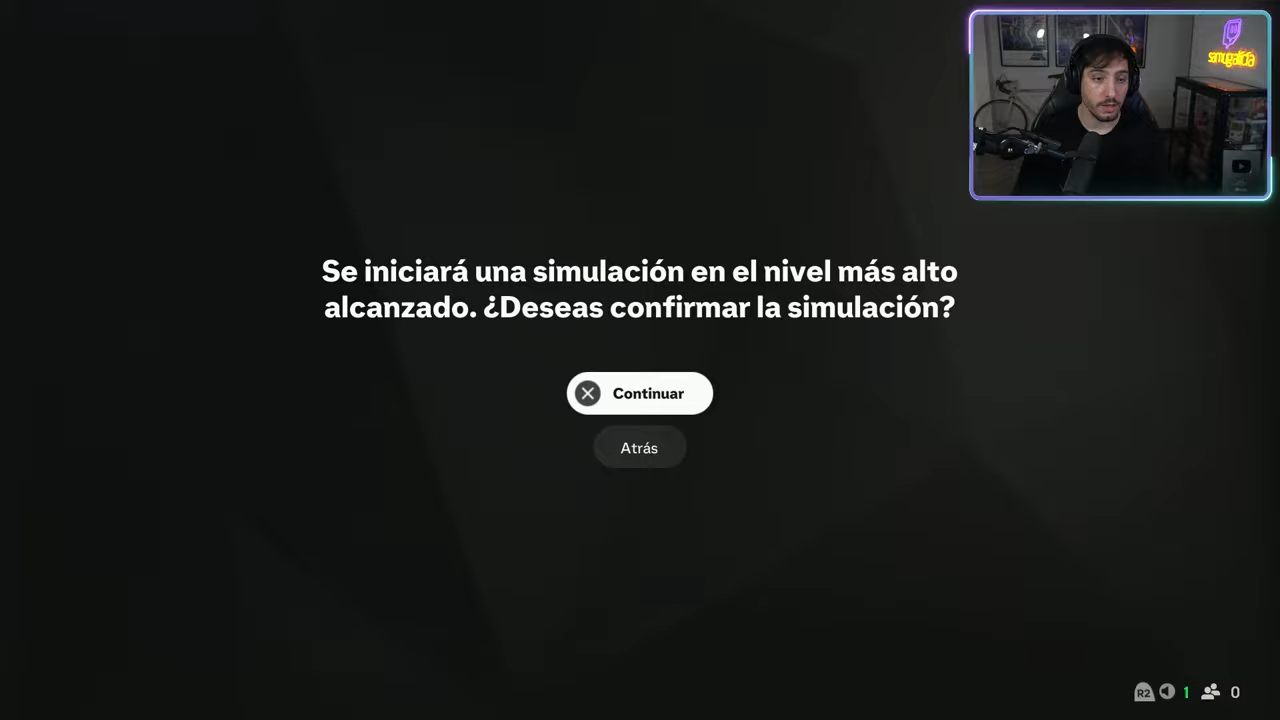 samugalida
Se iniciará una simulación en el nivel más alto
alcanzado. ¿Deseas confirmar la simulación?
Continuar
Atrás
R2 1 0